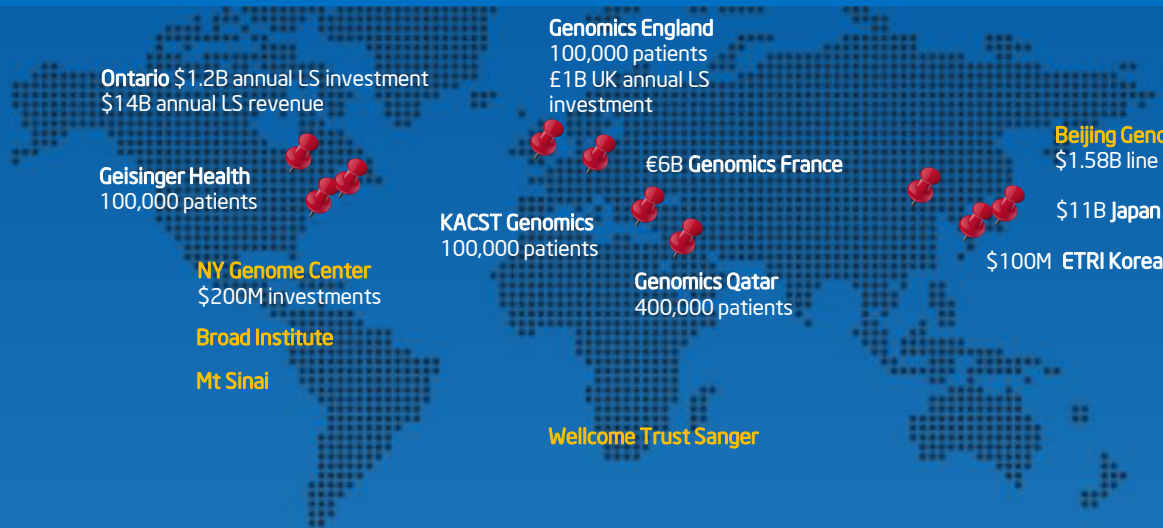 Genomics England
100,000 patients
£1B UK annual LS
investment
Ontario $1.2B annual LS investment
$14B annual LS revenue
Geisinger Health
100,000 patients
€6B Genomics France
KACST Genomics
100,000 patients
NY Genome Center
$200M investments
Broad Institute
Mt Sinai
Genomics Qatar
400,000 patients
Wellcome Trust Sanger
Beijing
$1.58B line
$11B Japan
$100M ETRI Korea